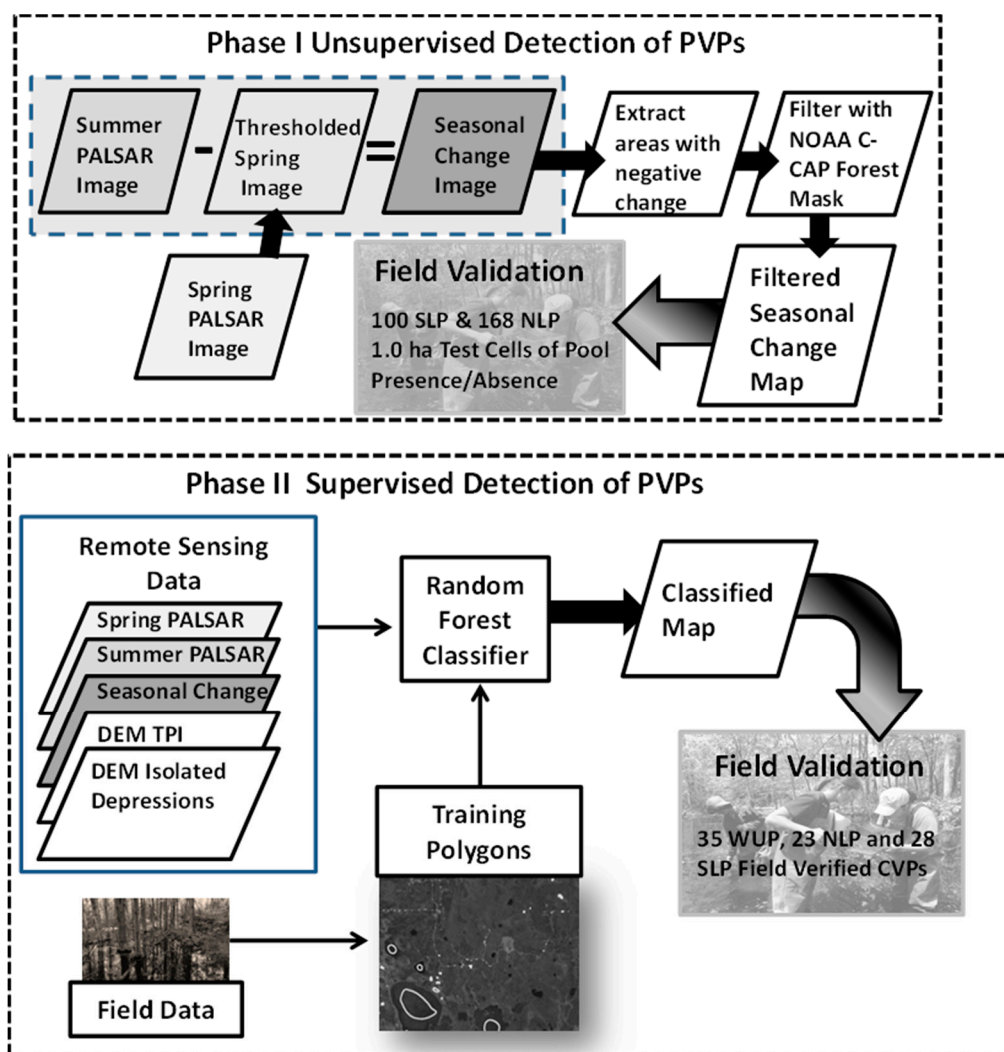 Phase I Unsupervised Detection of PVPs
Summer
PALSAR
Image
-
Thresholded
Spring
Image
=
Seasonal
Change
Image
Extract
areas with
negative
change
Filter with
NOAA C-
CAP Forest
Mask
Spring
PALSAR
Image
Field Validation
100 SLP & 168 NLP
1.0 ha Test Cells of Pool
Presence/Absence
Filtered
Seasonal
Change
Map
Phase II Supervised Detection of PVPs
Remote Sensing
Data
Spring PALSAR
Summer PALSAR
Seasonal Change
DEM TPI
DEM Isolated
Depressions
Random
Forest
Classifier
Classified
Map
Training
Polygons
Field Validation
35 WUP, 23 NLP and 28
SLP Field Verified CVPs
Field Data